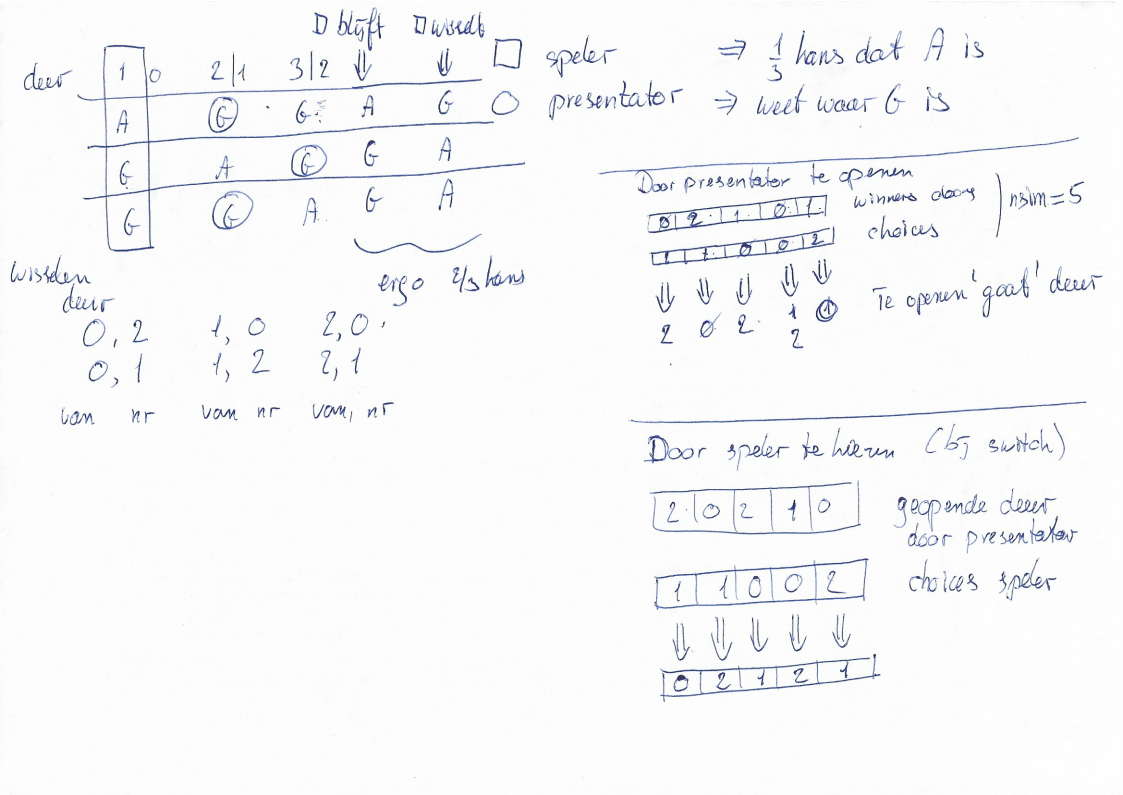 □ blijft □ wisselt
deur 1 0 2|1 3|2 ⇓ ⇓
A G G A G
G A G G A
G G A G A
ergo 2/3 kans
□ speler ⇒ 1/3 kans dat A is
○ presentator ⇒ weet waar G is
wisselen
deur
0, 2 1, 0 2, 0
0, 1 1, 2 2, 1
van nr van nr van, nr
Door presentator te openen
0 2 1 0 1 winners doors
1 1 0 0 2 choices
nsim = 5
⇓ ⇓ ⇓ ⇓ ⇓
2 0 2 1 0 Te openen 'goat' deur
2
Door speler te kiezen (bij switch)
2 0 2 1 0 geopende deur
door presentator
1 1 0 0 2 choices speler
⇓ ⇓ ⇓ ⇓ ⇓
0 2 1 2 1